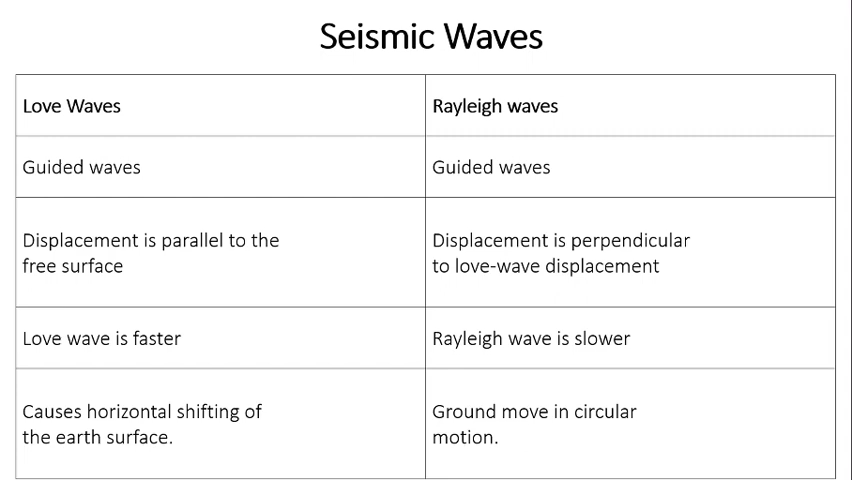 Seismic Waves
Love Waves
Rayleigh waves
Guided waves
Guided waves
Displacement is parallel to the
free surface
Displacement is perpendicular
to love-wave displacement
Love wave is faster
Rayleigh wave is slower
Causes horizontal shifting of
the earth surface.
Ground move in circular
motion.